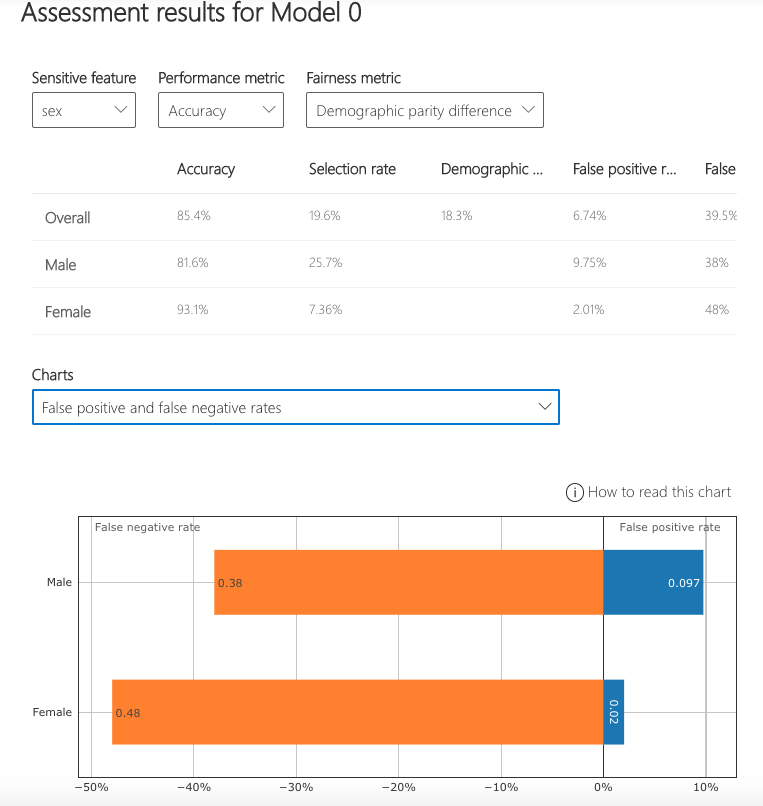 Assessment results for Model 0
Sensitive feature Performance metric Fairness metric
sex Accuracy Demographic parity difference
Accuracy Selection rate Demographic ... False positive r... False
Overall 85.4% 19.6% 18.3% 6.74% 39.5%
Male 81.6% 25.7% 9.75% 38%
Female 93.1% 7.36% 2.01% 48%
Charts
False positive and false negative rates
i How to read this chart
False negative rate False positive rate
Male 0.38 0.097
Female 0.48 0.02
−50% −40% −30% −20% −10% 0% 10%